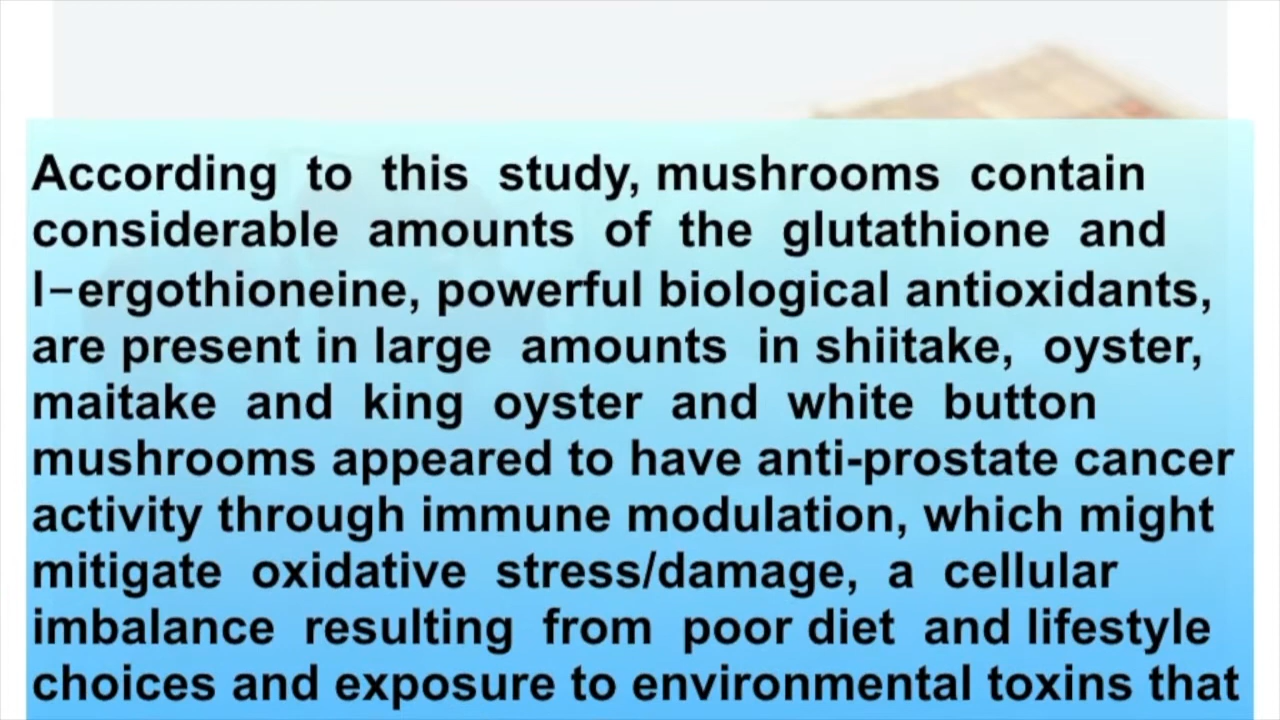 According to this study, mushrooms contain
considerable amounts of the glutathione and
l–ergothioneine, powerful biological antioxidants,
are present in large amounts in shiitake, oyster,
maitake and king oyster and white button
mushrooms appeared to have anti-prostate cancer
activity through immune modulation, which might
mitigate oxidative stress/damage, a cellular
imbalance resulting from poor diet and lifestyle
choices and exposure to environmental toxins that